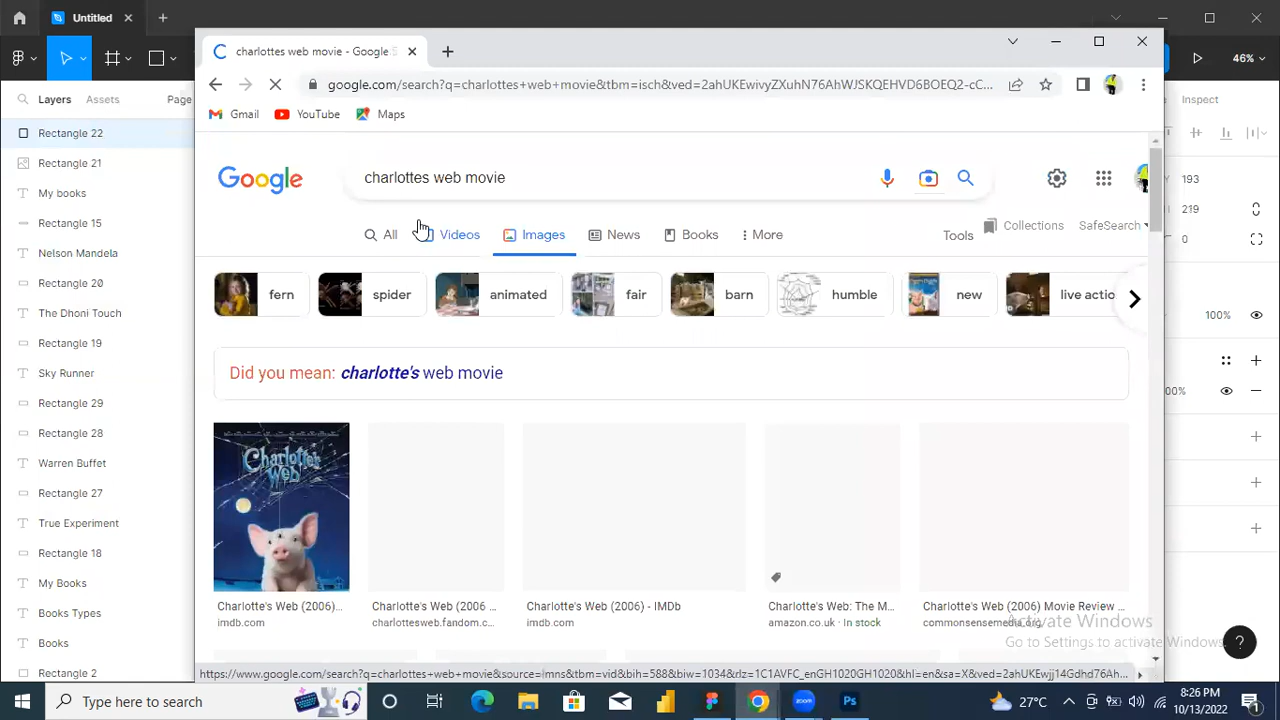 Untitled
46%
charlottes web movie - Google S
google.com/search?q=charlottes+web+movie&tbm=isch&ved=2ahUKEwivyZXuhN76AhWJSKQEHVD6BOEQ2-cC...
Gmail
YouTube
Maps
Layers
Assets
Page
Inspect
Rectangle 22
Rectangle 21
My books
Rectangle 15
Nelson Mandela
Rectangle 20
The Dhoni Touch
Rectangle 19
Sky Runner
Rectangle 29
Rectangle 28
Warren Buffet
Rectangle 27
True Experiment
Rectangle 18
My Books
Books Types
Books
Rectangle 2
Google
charlottes web movie
All
Videos
Images
News
Books
More
Tools
Collections
SafeSearch
fern
spider
animated
fair
barn
humble
new
live actio
Did you mean: charlotte's web movie
Charlotte's Web
Charlotte's Web (2006)...
imdb.com
Charlotte's Web (2006 ...
charlottesweb.fandom.c...
Charlotte's Web (2006) - IMDb
imdb.com
Charlotte's Web: The M...
amazon.co.uk · In stock
Charlotte's Web (2006) Movie Review ...
commonsensemedia.org
193
219
0
100%
00%
Activate Windows
Go to Settings to activate Windows.
?
https://www.google.com/search?q=charlottes+web+movie&source=lmns&tbm=vid&bih=588&biw=1034&rlz=1C1AVFC_enGH1020GH1020&hl=en&sa=X&ved=2ahUKEwjj14Gdhd76Ah...
Type here to search
zoom
Ps
27°C
8:26 PM
10/13/2022
1